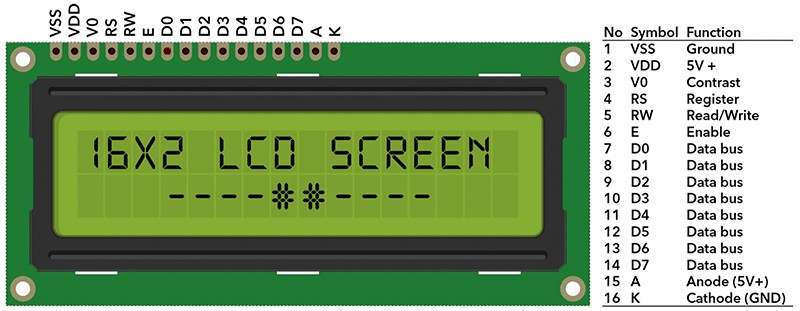 VSS VDD V0 RS RW E D0 D1 D2 D3 D4 D5 D6 D7 A K
16X2 LCD SCREEN
----##----
No Symbol Function
1 VSS Ground
2 VDD 5V +
3 V0 Contrast
4 RS Register
5 RW Read/Write
6 E Enable
7 D0 Data bus
8 D1 Data bus
9 D2 Data bus
10 D3 Data bus
11 D4 Data bus
12 D5 Data bus
13 D6 Data bus
14 D7 Data bus
15 A Anode (5V+)
16 K Cathode (GND)